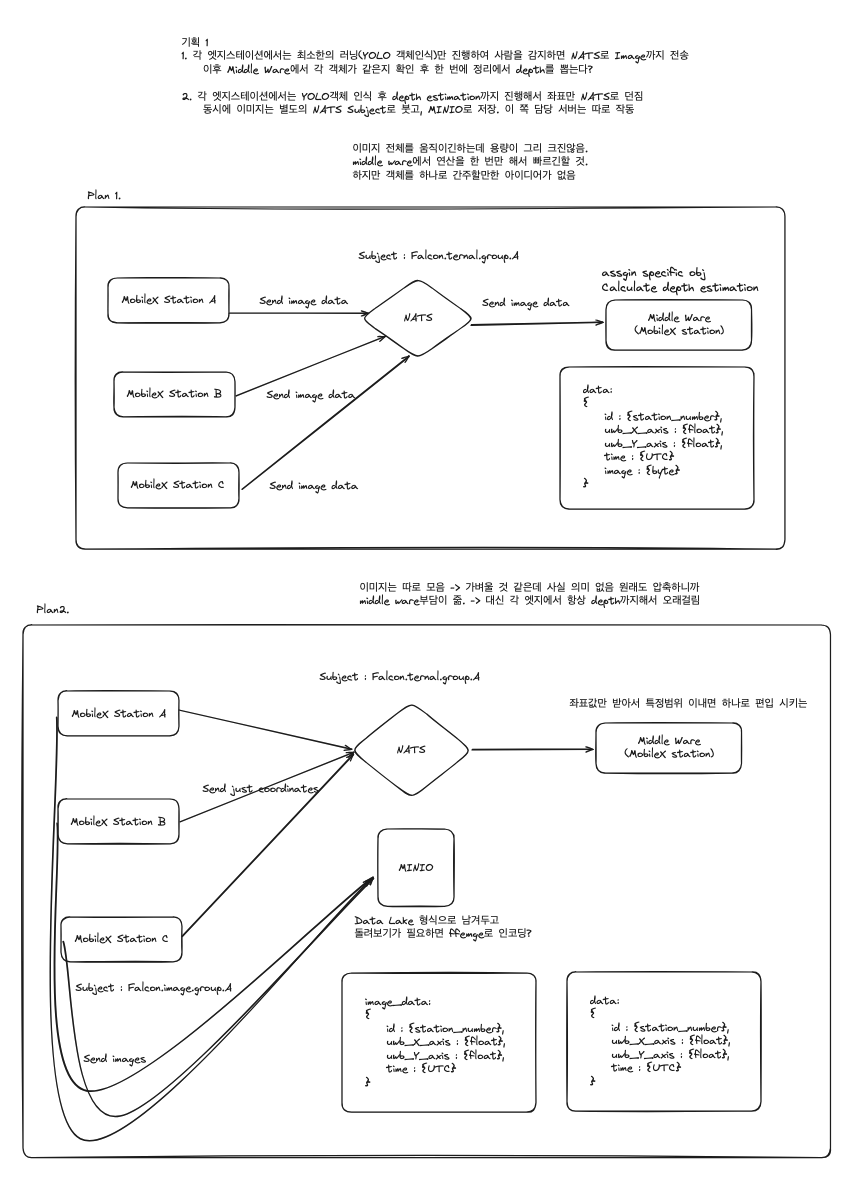 기획 1
1. 각 엣지스테이션에서는 최소한의 러닝(YOLO 객체인식)만 진행하여 사람을 감지하면 NATS로 Image까지 전송
이후 Middle Ware에서 각 객체가 같은지 확인 후 한 번에 정리에서 depth를 뽑는다?
2. 각 엣지스테이션에서는 YOLO객체 인식 후 depth estimation까지 진행해서 좌표만 NATS로 던짐
동시에 이미지는 별도의 NATS Subject로 붓고, MINIO로 저장. 이 쪽 담당 서버는 따로 작동
이미지 전체를 움직이긴하는데 용량이 그리 크진않음.
middle ware에서 연산을 한 번만 해서 빠르긴할 것.
하지만 객체를 하나로 간주할만한 아이디어가 없음
Plan 1.
Subject : Falcon.ternal.group.A
assgin specific obj
Calculate depth estimation
MobileX Station A
Send image data
NATS
Send image data
Middle Ware
(MobileX station)
MobileX Station B
Send image data
data:
{
id : {station_number},
uwb_X_axis : {float},
uwb_Y_axis : {float},
time : {UTC}
image : {byte}
}
MobileX Station C
Send image data
이미지는 따로 모음 -> 가벼울 것 같은데 사실 의미 없음 원래도 압축하니까
middle ware부담이 줆. -> 대신 각 엣지에서 항상 depth까지해서 오래걸림
Plan2.
Subject : Falcon.ternal.group.A
좌표값만 받아서 특정범위 이내면 하나로 편입 시키는
MobileX Station A
NATS
Middle Ware
(MobileX station)
Send just coordinates
MobileX Station B
MINIO
Data Lake 형식으로 남겨두고
돌려보기가 필요하면 ffemge로 인코딩?
MobileX Station C
Subject : Falcon.image.group.A
Send images
image_data:
{
id : {station_number},
uwb_X_axis : {float},
uwb_Y_axis : {float},
time : {UTC}
}
data:
{
id : {station_number},
uwb_X_axis : {float},
uwb_Y_axis : {float},
time : {UTC}
}